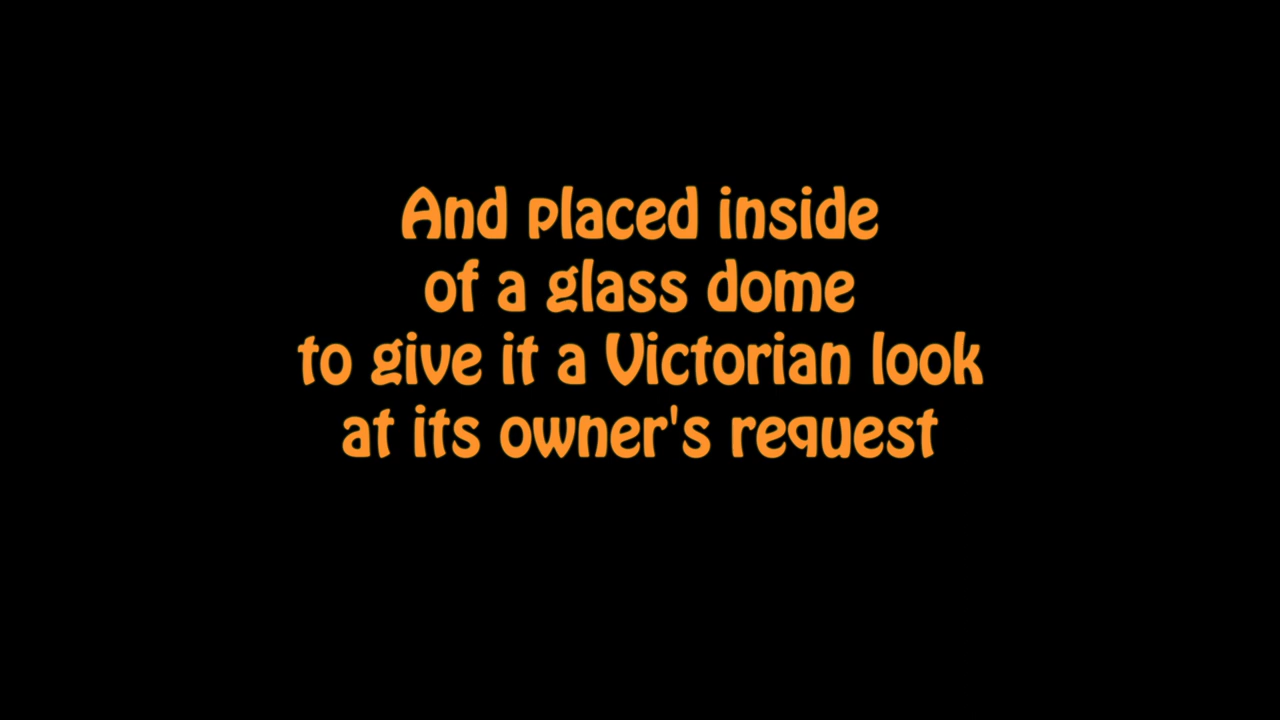 And placed inside
of a glass dome
to give it a Victorian look
at its owner's request